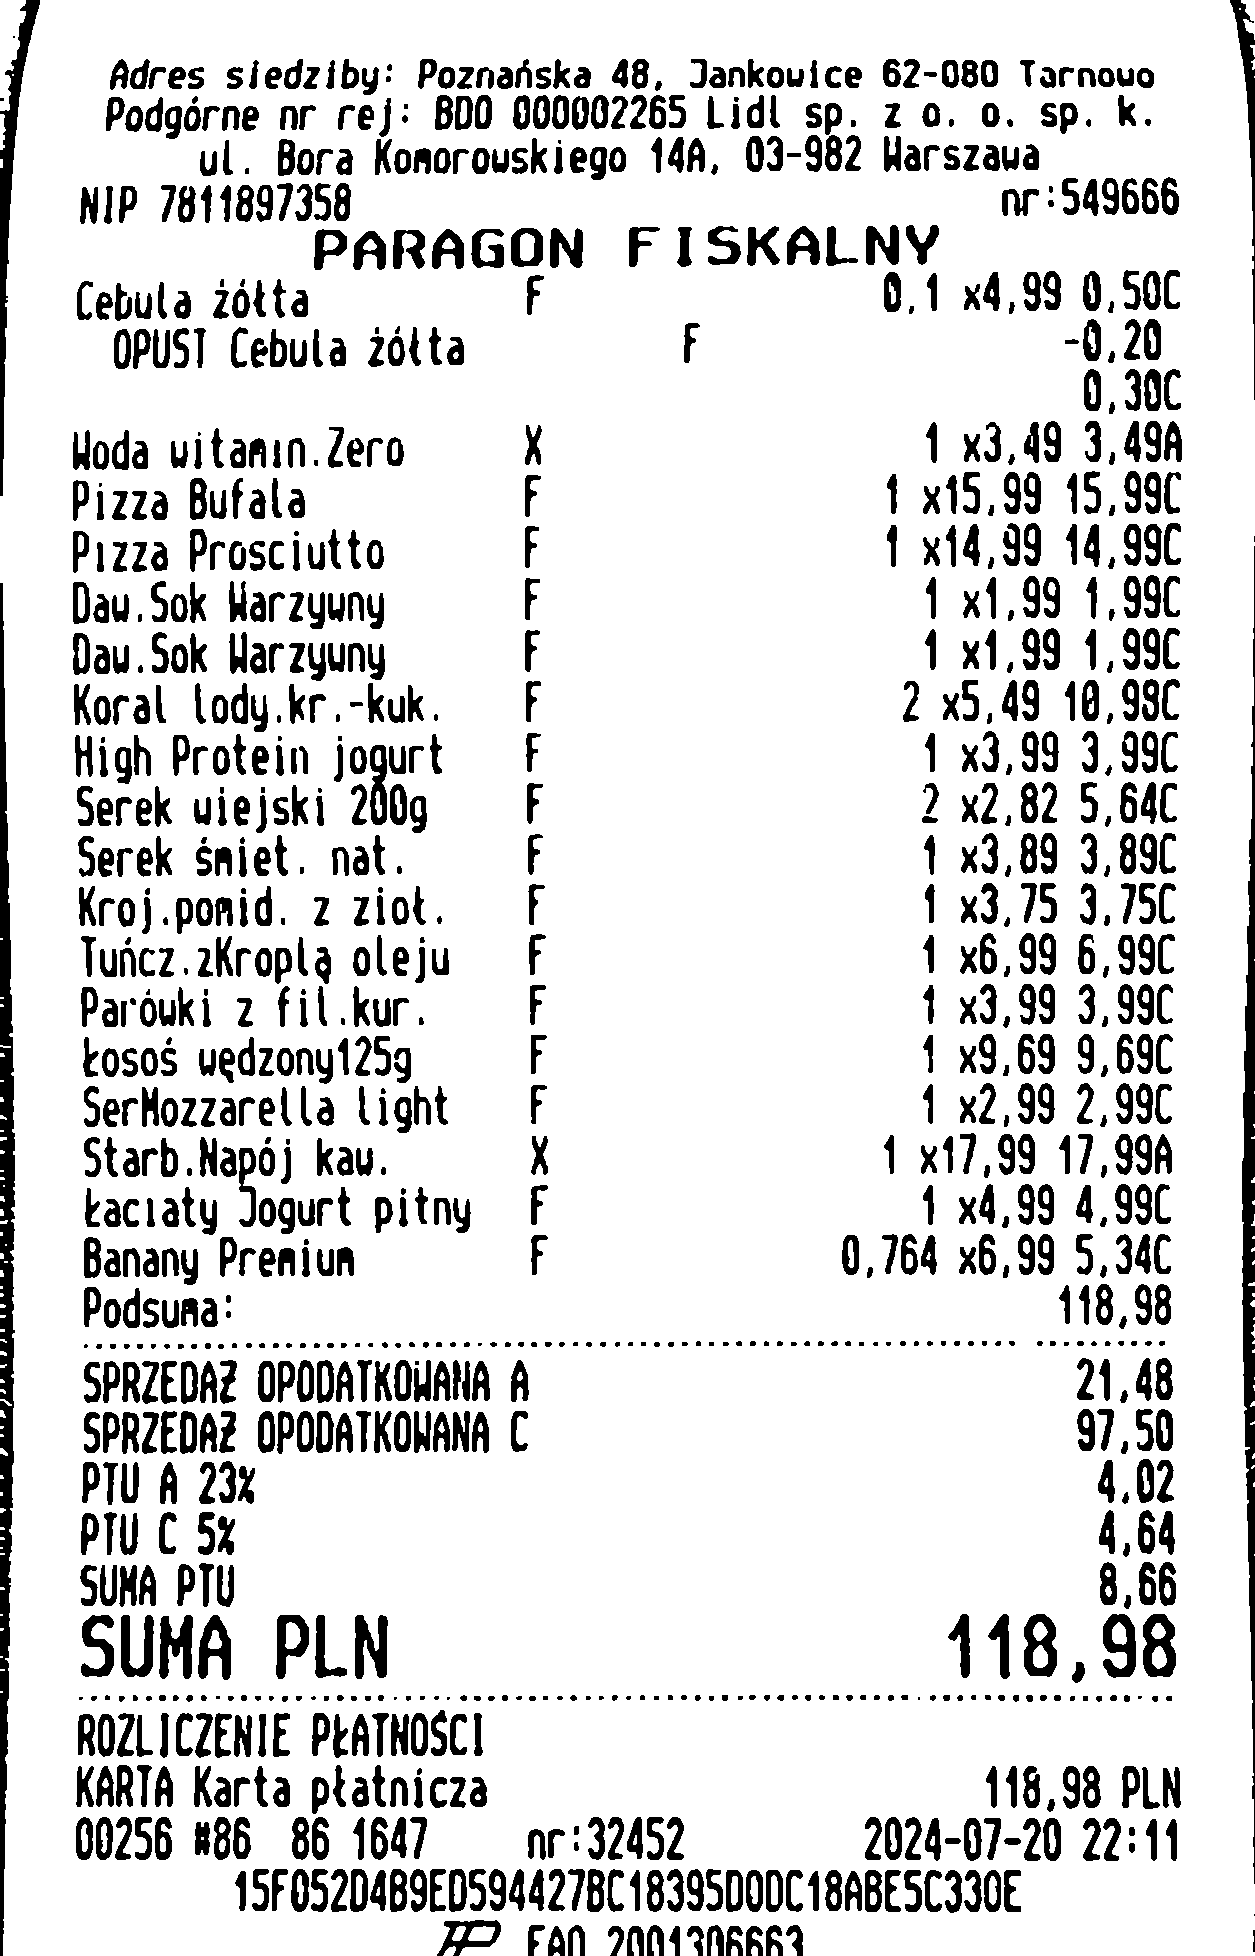 Adres siedziby: Poznańska 48, Jankowice 62-080 Tarnowo
Podgórne nr rej: BDO 000002265 Lidl sp. z o. o. sp. k.
ul. Bora Komorowskiego 14A, 03-982 Warszawa
NIP 7811897358 nr:549666
PARAGON FISKALNY
Cebula żółta F 0,1 x4,99 0,50C
OPUST Cebula żółta F -0,20
0,30C
Woda witamin.Zero X 1 x3,49 3,49A
Pizza Bufala F 1 x15,99 15,99C
Pizza Prosciutto F 1 x14,99 14,99C
Daw.Sok Warzywny F 1 x1,99 1,99C
Daw.Sok Warzywny F 1 x1,99 1,99C
Koral lody.kr.-kuk. F 2 x5,49 10,98C
High Protein jogurt F 1 x3,99 3,99C
Serek wiejski 200g F 2 x2,82 5,64C
Serek śmiet. nat. F 1 x3,89 3,89C
Kroj.pomid. z zioł. F 1 x3,75 3,75C
Tuńcz.zKroplą oleju F 1 x6,99 6,99C
Parówki z fil.kur. F 1 x3,99 3,99C
Łosoś wędzony125g F 1 x9,69 9,69C
SerMozzarella light F 1 x2,99 2,99C
Starb.Napój kaw. X 1 x17,99 17,99A
Łaciaty Jogurt pitny F 1 x4,99 4,99C
Banany Premium F 0,764 x6,99 5,34C
Podsuma: 118,98
SPRZEDAŻ OPODATKOWANA A 21,48
SPRZEDAŻ OPODATKOWANA C 97,50
PTU A 23% 4,02
PTU C 5% 4,64
SUMA PTU 8,66
SUMA PLN 118,98
ROZLICZENIE PŁATNOŚCI
KARTA Karta płatnicza 118,98 PLN
00256 #86 86 1647 nr:32452 2024-07-20 22:11
15F052D4B9ED594427BC18395D0DC18ABE5C330E
EAO 2001306663